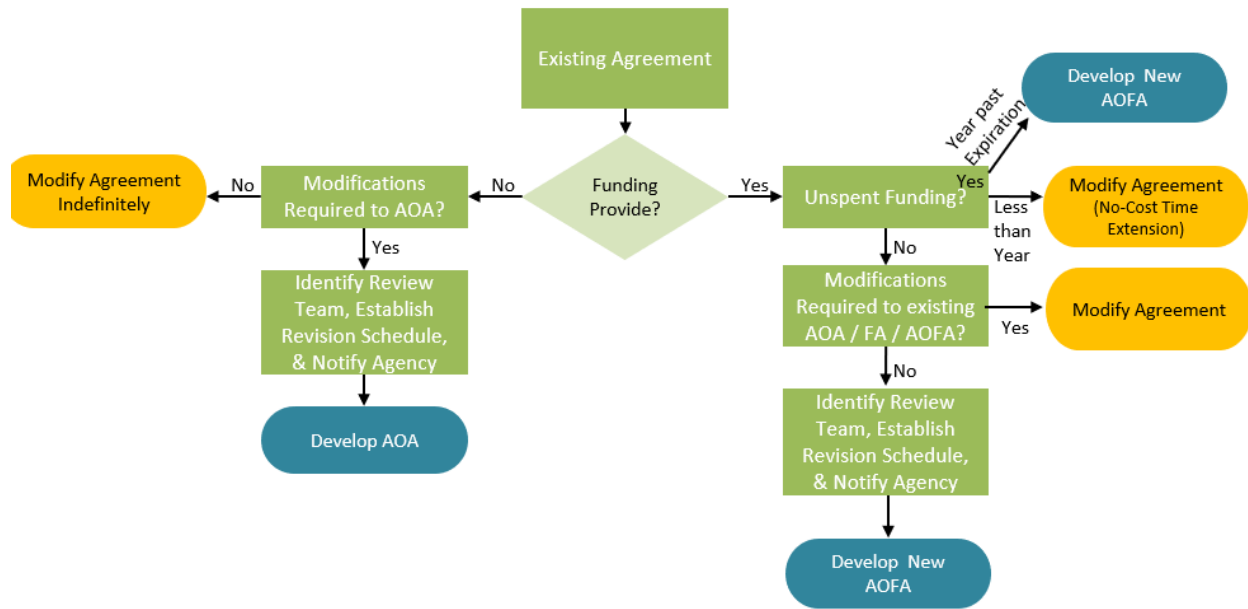 Existing Agreement
Develop  New
AOFA
Year past
Expiration
Modify Agreement
Indefinitely
No
Modifications
Required to AOA?
No
Funding
Provide?
Yes
Unspent Funding?
Yes
Modify Agreement
(No-Cost Time
Extension)
Less
than
Year
Yes
No
Identify Review
Team, Establish
Revision Schedule,
& Notify Agency
Modifications
Required to existing
AOA / FA / AOFA?
Yes
Modify Agreement
No
Develop AOA
Identify Review
Team, Establish
Revision Schedule,
& Notify Agency
Develop  New
AOFA